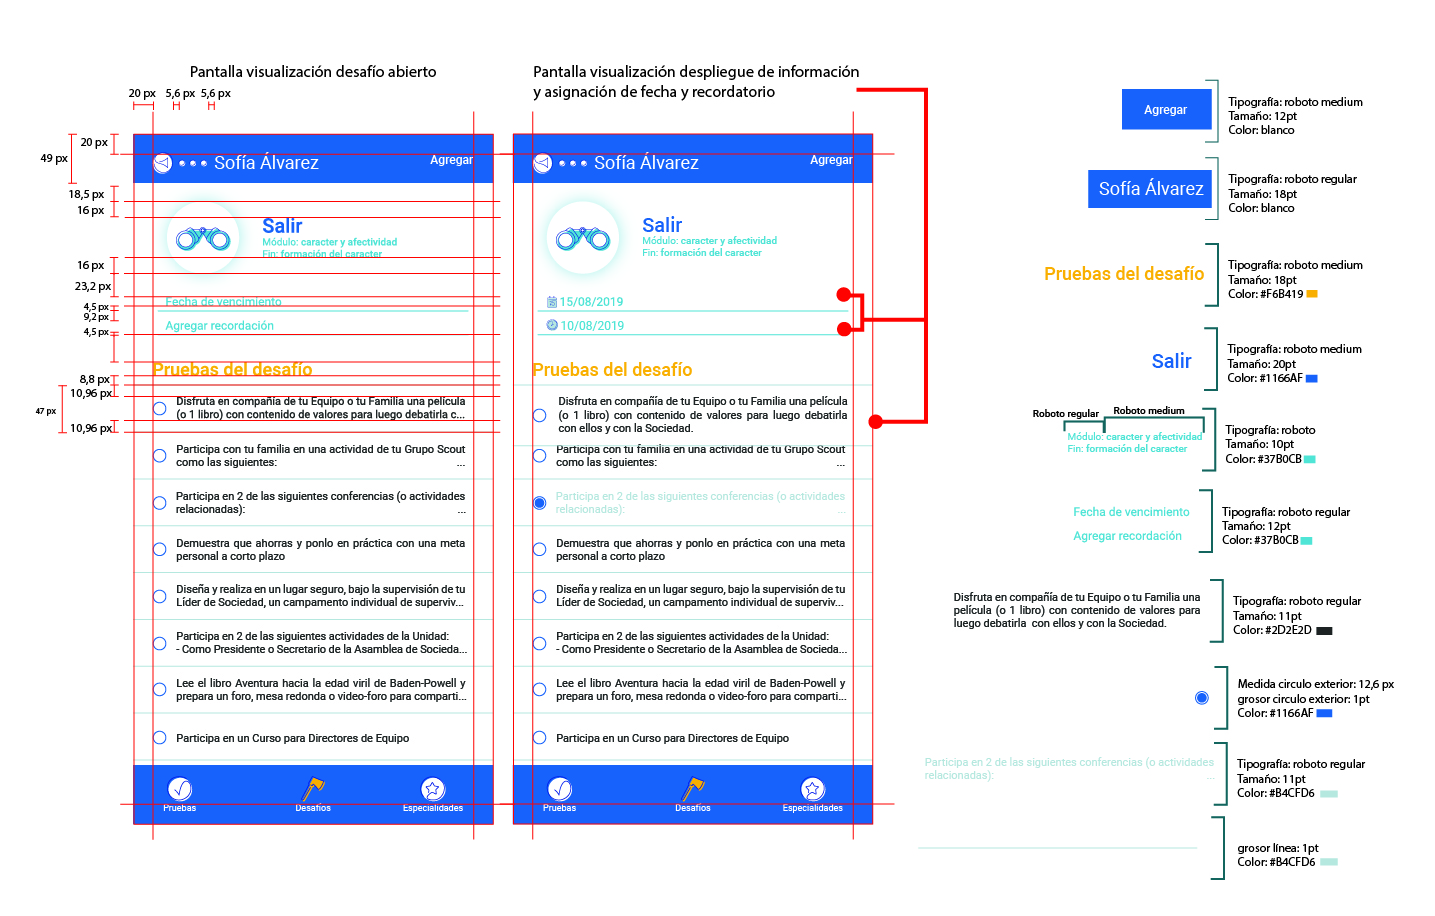 Pantalla visualización desafío abierto
20 px
5,6 px
5,6 px
49 px
20 px
18,5 px
16 px
16 px
23,2 px
4,5 px
9,2 px
4,5 px
8,8 px
10,96 px
47 px
10,96 px
Sofía Álvarez
Agregar
Salir
Módulo: caracter y afectividad
Fin: formación del caracter
Fecha de vencimiento
Agregar recordación
Pruebas del desafío
Disfruta en compañía de tu Equipo o tu Familia una película
(o 1 libro) con contenido de valores para luego debatirla c...
Participa con tu familia en una actividad de tu Grupo Scout
como las siguientes: ...
Participa en 2 de las siguientes conferencias (o actividades
relacionadas): ...
Demuestra que ahorras y ponlo en práctica con una meta
personal a corto plazo
Diseña y realiza en un lugar seguro, bajo la supervisión de tu
Líder de Sociedad, un campamento individual de superviv...
Participa en 2 de las siguientes actividades de la Unidad:
- Como Presidente o Secretario de la Asamblea de Socieda...
Lee el libro Aventura hacia la edad viril de Baden-Powell y
prepara un foro, mesa redonda o video-foro para comparti...
Participa en un Curso para Directores de Equipo
Pruebas
Desafíos
Especialidades
Pantalla visualización despliegue de información
y asignación de fecha y recordatorio
Sofía Álvarez
Agregar
Salir
Módulo: caracter y afectividad
Fin: formación del caracter
15/08/2019
10/08/2019
Pruebas del desafío
Disfruta en compañía de tu Equipo o tu Familia una película
(o 1 libro) con contenido de valores para luego debatirla
con ellos y con la Sociedad.
Participa con tu familia en una actividad de tu Grupo Scout
como las siguientes: ...
Participa en 2 de las siguientes conferencias (o actividades
relacionadas): ...
Demuestra que ahorras y ponlo en práctica con una meta
personal a corto plazo
Diseña y realiza en un lugar seguro, bajo la supervisión de tu
Líder de Sociedad, un campamento individual de superviv...
Participa en 2 de las siguientes actividades de la Unidad:
- Como Presidente o Secretario de la Asamblea de Socieda...
Lee el libro Aventura hacia la edad viril de Baden-Powell y
prepara un foro, mesa redonda o video-foro para comparti...
Participa en un Curso para Directores de Equipo
Pruebas
Desafíos
Especialidades
Agregar
Tipografía: roboto medium
Tamaño: 12pt
Color: blanco
Sofía Álvarez
Tipografía: roboto regular
Tamaño: 18pt
Color: blanco
Pruebas del desafío
Tipografía: roboto medium
Tamaño: 18pt
Color: #F6B419
Salir
Tipografía: roboto medium
Tamaño: 20pt
Color: #1166AF
Roboto regular
Roboto medium
Módulo: caracter y afectividad
Fin: formación del caracter
Tipografía: roboto
Tamaño: 10pt
Color: #37B0CB
Fecha de vencimiento
Agregar recordación
Tipografía: roboto regular
Tamaño: 12pt
Color: #37B0CB
Disfruta en compañía de tu Equipo o tu Familia una
película (o 1 libro) con contenido de valores para
luego debatirla con ellos y con la Sociedad.
Tipografía: roboto regular
Tamaño: 11pt
Color: #2D2E2D
Medida circulo exterior: 12,6 px
grosor circulo exterior: 1pt
Color: #1166AF
Participa en 2 de las siguientes conferencias (o actividades
relacionadas): ...
Tipografía: roboto regular
Tamaño: 11pt
Color: #B4CFD6
grosor línea: 1pt
Color: #B4CFD6